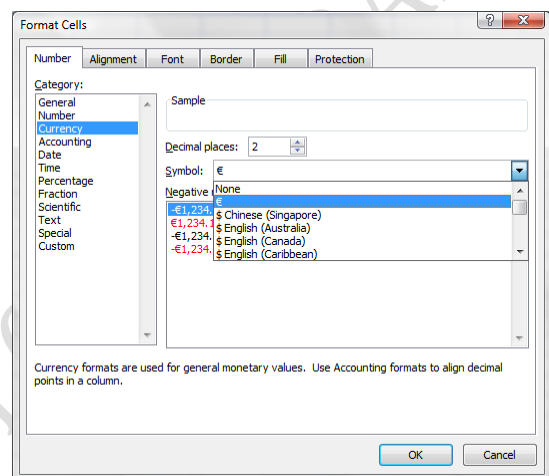 Format Cells
Number Alignment Font Border Fill Protection
Category:
General
Number
Currency
Accounting
Date
Time
Percentage
Fraction
Scientific
Text
Special
Custom
Sample
Decimal places: 2
Symbol: €
None
€
$ Chinese (Singapore)
$ English (Australia)
$ English (Canada)
$ English (Caribbean)
Negative
-€1,234.
€1,234.1
-€1,234.
-€1,234.
Currency formats are used for general monetary values. Use Accounting formats to align decimal
points in a column.
OK Cancel